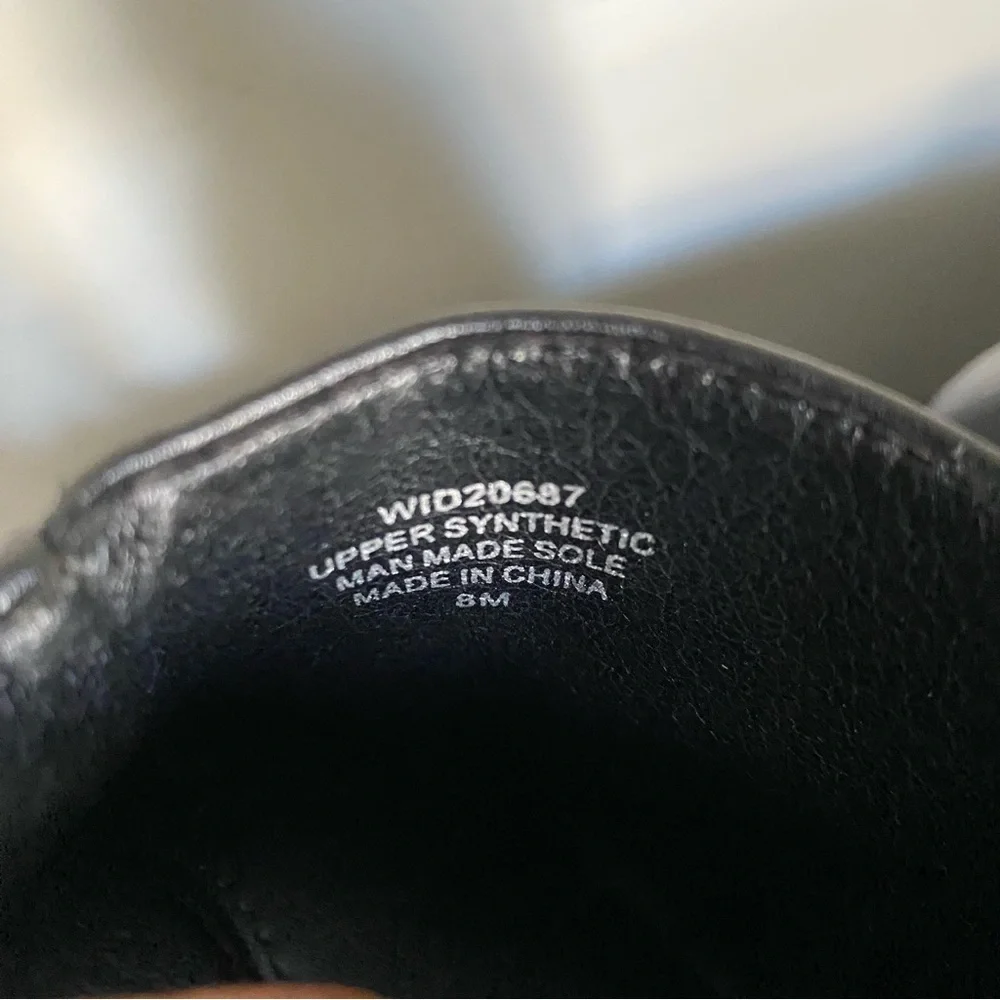 WID20687
UPPER SYNTHETIC
MAN MADE SOLE
MADE IN CHINA
8M